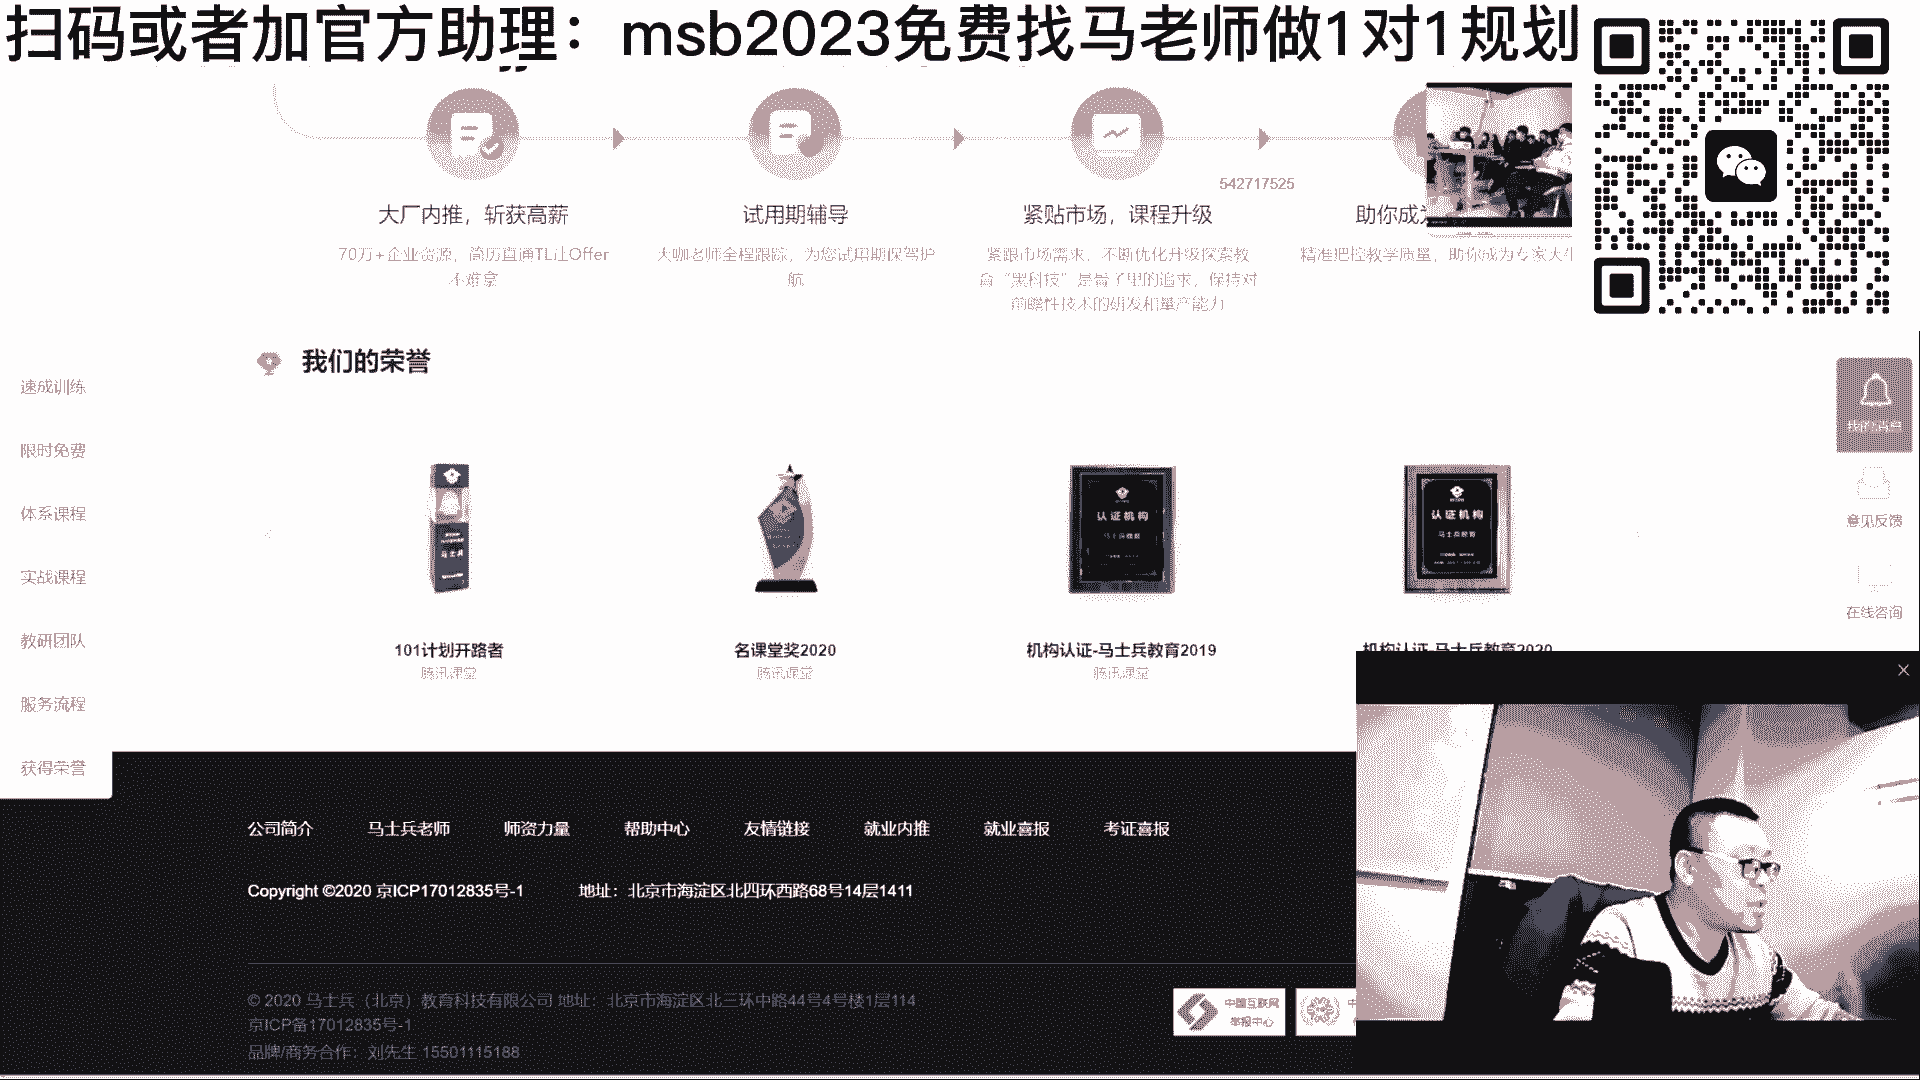 扫码或者加官方助理：msb2023免费找马老师做1对1规划
542717525
大厂内推，斩获高薪
试用期辅导
紧贴市场，课程升级
助你成为
70万+企业资源，简历直通TL让Offer
不难拿
大咖老师全程跟踪，为您试用期保驾护
航
紧跟市场需求，不断优化升级探索教
育“黑科技”是骨子里的追求，保持对
前瞻性技术的研发和量产能力
精准把控教学质量，助你成为专家大牛
我们的荣誉
速成训练
限时免费
体系课程
实战课程
教研团队
服务流程
获得荣誉
我的消息
意见反馈
在线咨询
马士兵
认证机构
马士兵教育
认证机构
马士兵教育
101计划开路者
腾讯课堂
名课堂奖2020
腾讯课堂
机构认证-马士兵教育2019
腾讯课堂
机构认证-马士兵教育2020
公司简介
马士兵老师
师资力量
帮助中心
友情链接
就业内推
就业喜报
考证喜报
Copyright ©2020 京ICP17012835号-1
地址：北京市海淀区北四环西路68号14层1411
© 2020 马士兵（北京）教育科技有限公司 地址：北京市海淀区北三环中路44号4号楼1层114
京ICP备17012835号-1
品牌/商务合作：刘先生 15501115188
中国互联网
举报中心